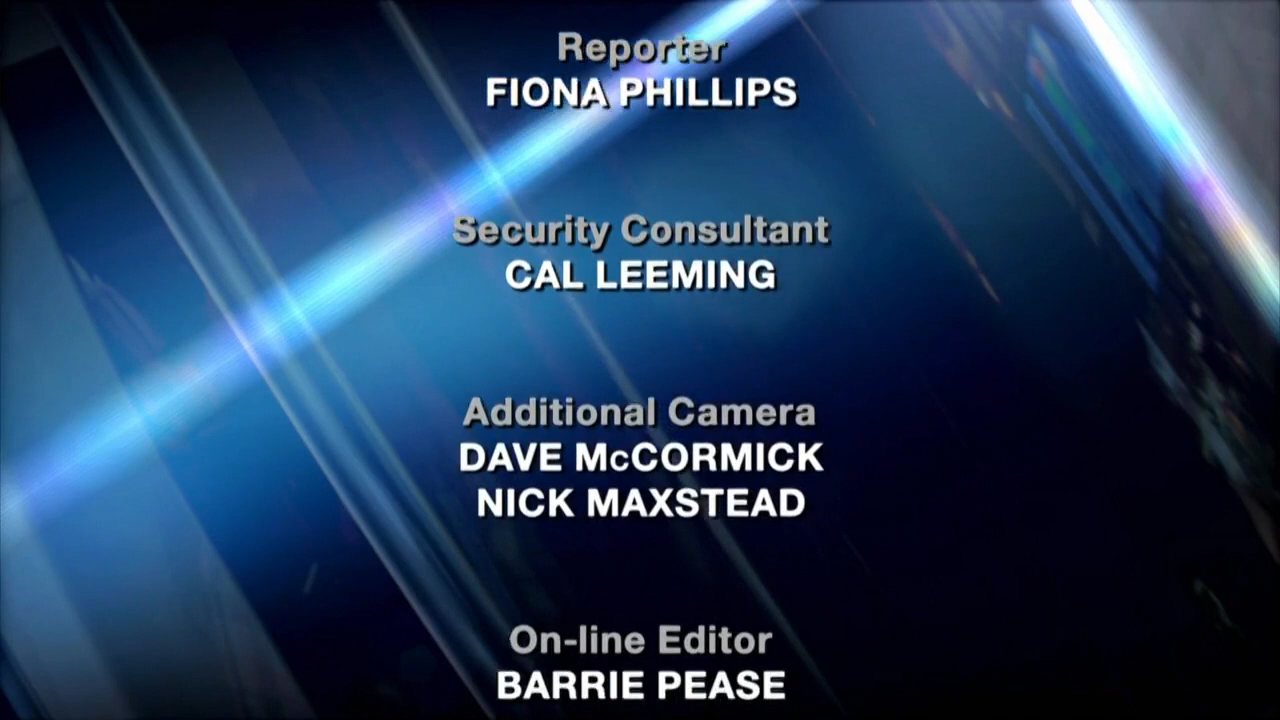 Reporter
FIONA PHILLIPS
Security Consultant
CAL LEEMING
Additional Camera
DAVE McCORMICK
NICK MAXSTEAD
On-line Editor
BARRIE PEASE